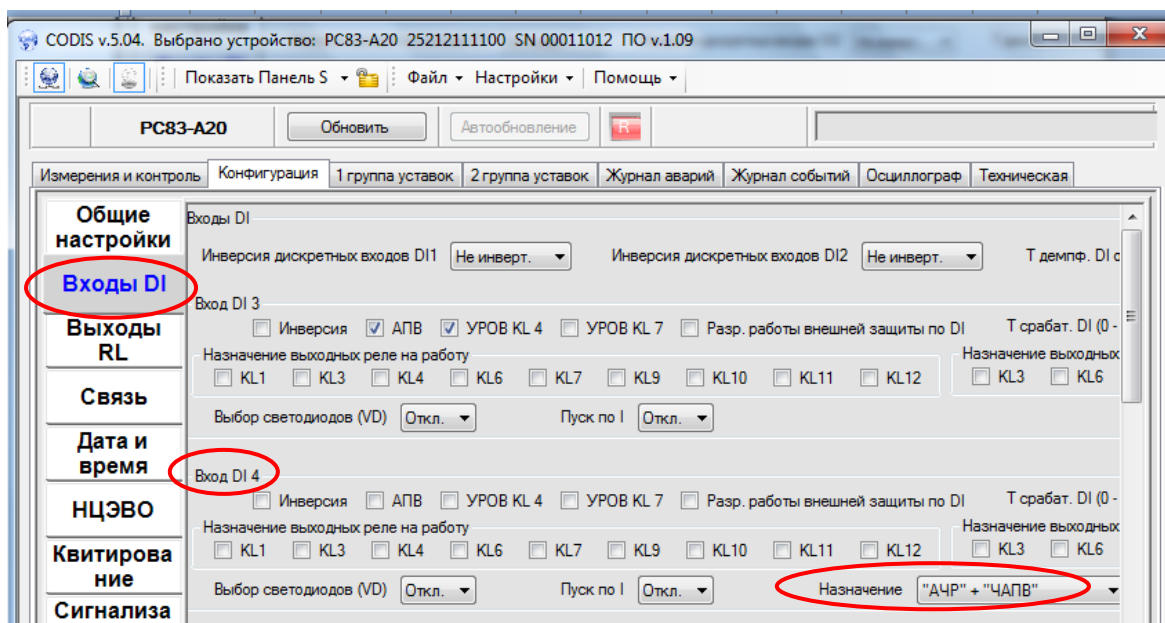 CODIS v.5.04. Выбрано устройство: PC83-A20 25212111100 SN 00011012 ПО v.1.09
Показать Панель S Файл Настройки Помощь
РС83-А20 Обновить Автообновление R
Измерения и контроль Конфигурация 1 группа уставок 2 группа уставок Журнал аварий Журнал событий Осциллограф Техническая
Общие настройки
Входы DI
Выходы RL
Связь
Дата и время
НЦЭВО
Квитирова ние
Сигнализа
Входы DI
Инверсия дискретных входов DI1 Не инверт. Инверсия дискретных входов DI2 Не инверт. Т демпф. DI
Вход DI 3
Инверсия АПВ УРОВ KL 4 УРОВ KL 7 Разр. работы внешней защиты по DI Т срабат. DI (0 -
Назначение выходных реле на работу Назначение выходных
KL1 KL3 KL4 KL6 KL7 KL9 KL10 KL11 KL12 KL3 KL6
Выбор светодиодов (VD) Откл. Пуск по I Откл.
Вход DI 4
Инверсия АПВ УРОВ KL 4 УРОВ KL 7 Разр. работы внешней защиты по DI Т срабат. DI (0 -
Назначение выходных реле на работу Назначение выходных
KL1 KL3 KL4 KL6 KL7 KL9 KL10 KL11 KL12 KL3 KL6
Выбор светодиодов (VD) Откл. Пуск по I Откл. Назначение "АЧР" + "ЧАПВ"